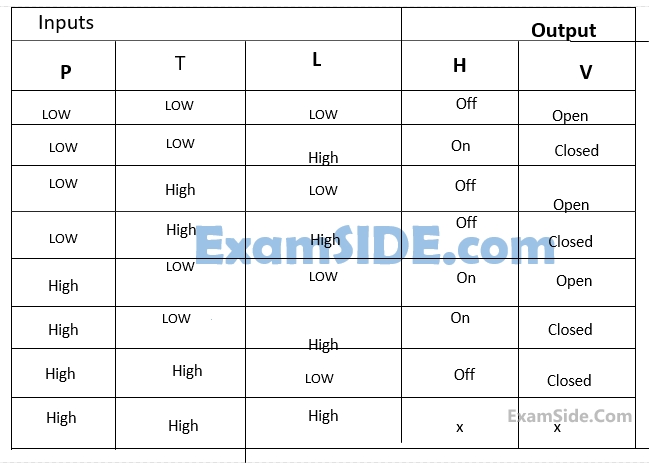 Inputs Output
P T L H V
LOW LOW LOW Off Open
LOW LOW High On Closed
LOW High LOW Off Open
LOW High High Off Closed
High LOW LOW On Open
High LOW High On Closed
High High LOW Off Closed
High High High x x
ExamSIDE.com
ExamSide.Com